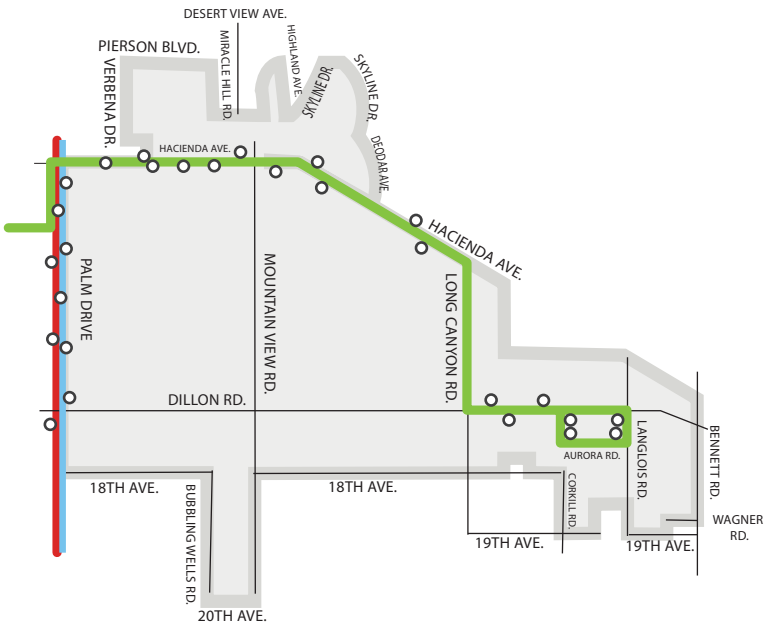 DESERT VIEW AVE.
PIERSON BLVD.
VERBENA DR.
MIRACLE HILL RD.
HIGHLAND AVE.
SKYLINE DR.
SKYLINE DR.
HACIENDA AVE.
DEODAR AVE.
HACIENDA AVE.
PALM DRIVE
MOUNTAIN VIEW RD.
LONG CANYON RD.
DILLON RD.
LANGLOIS RD.
BENNETT RD.
AURORA RD.
18TH AVE.
BUBBLING WELLS RD.
18TH AVE.
CORKILL RD.
WAGNER
RD.
19TH AVE.
19TH AVE.
20TH AVE.